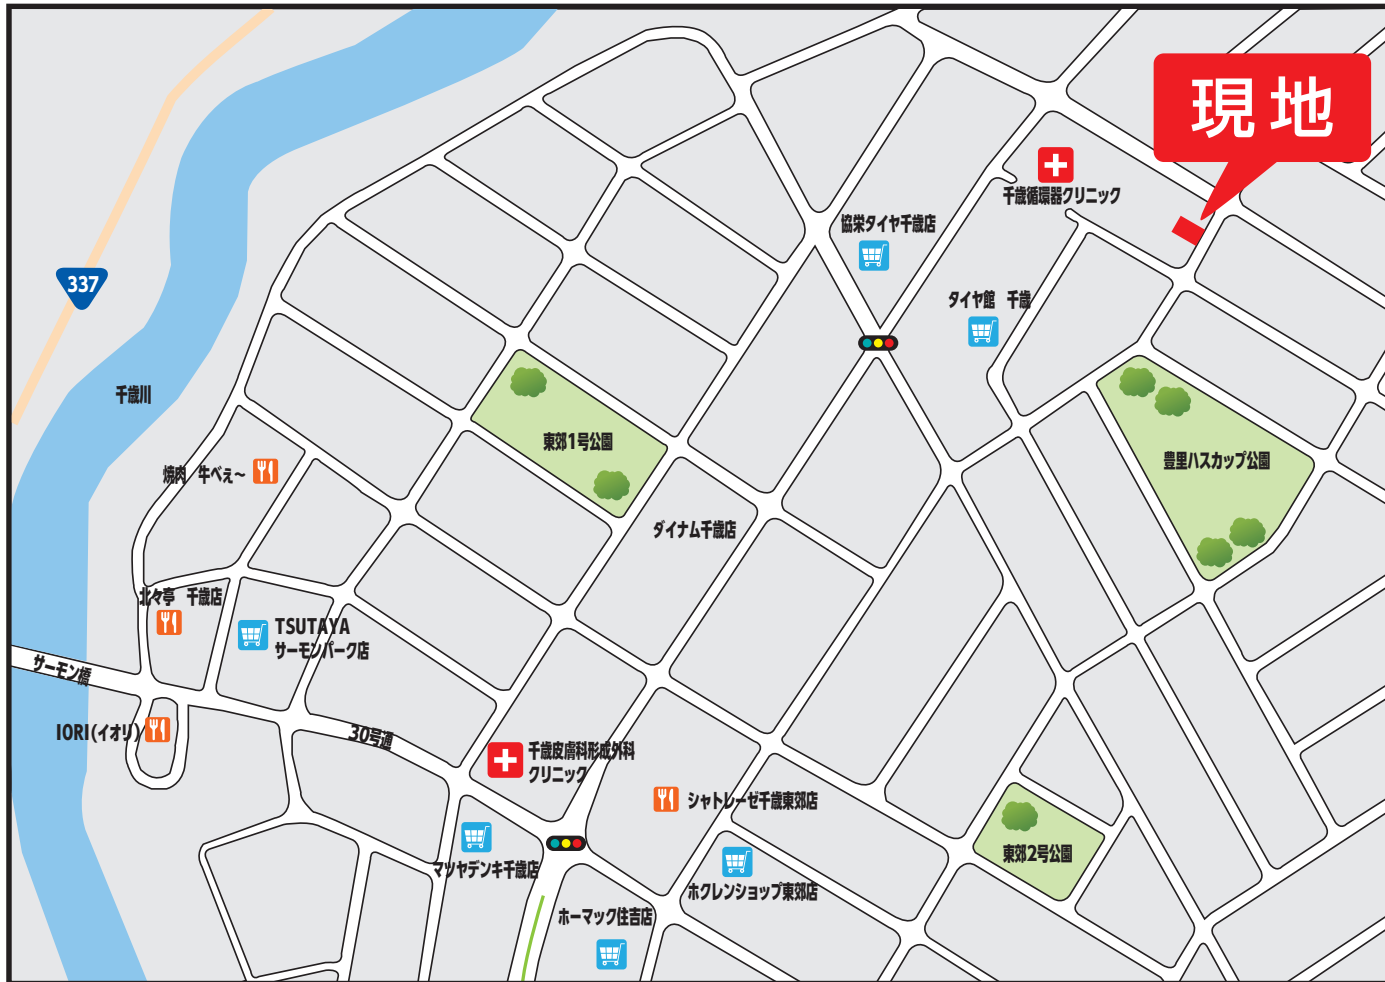 現地
千歳循環器クリニック
協栄タイヤ千歳店
337
タイヤ館　千歳
千歳川
東郊1号公園
豊里ハスカップ公園
焼肉　牛べぇ～
ダイナム千歳店
北々亭　千歳店
TSUTAYA
サーモンパーク店
サーモン橋
IORI(イオリ)
30号通
千歳皮膚科形成外科
クリニック
シャトレーゼ千歳東郊店
東郊2号公園
マツヤデンキ千歳店
ホクレンショップ東郊店
ホーマック住吉店